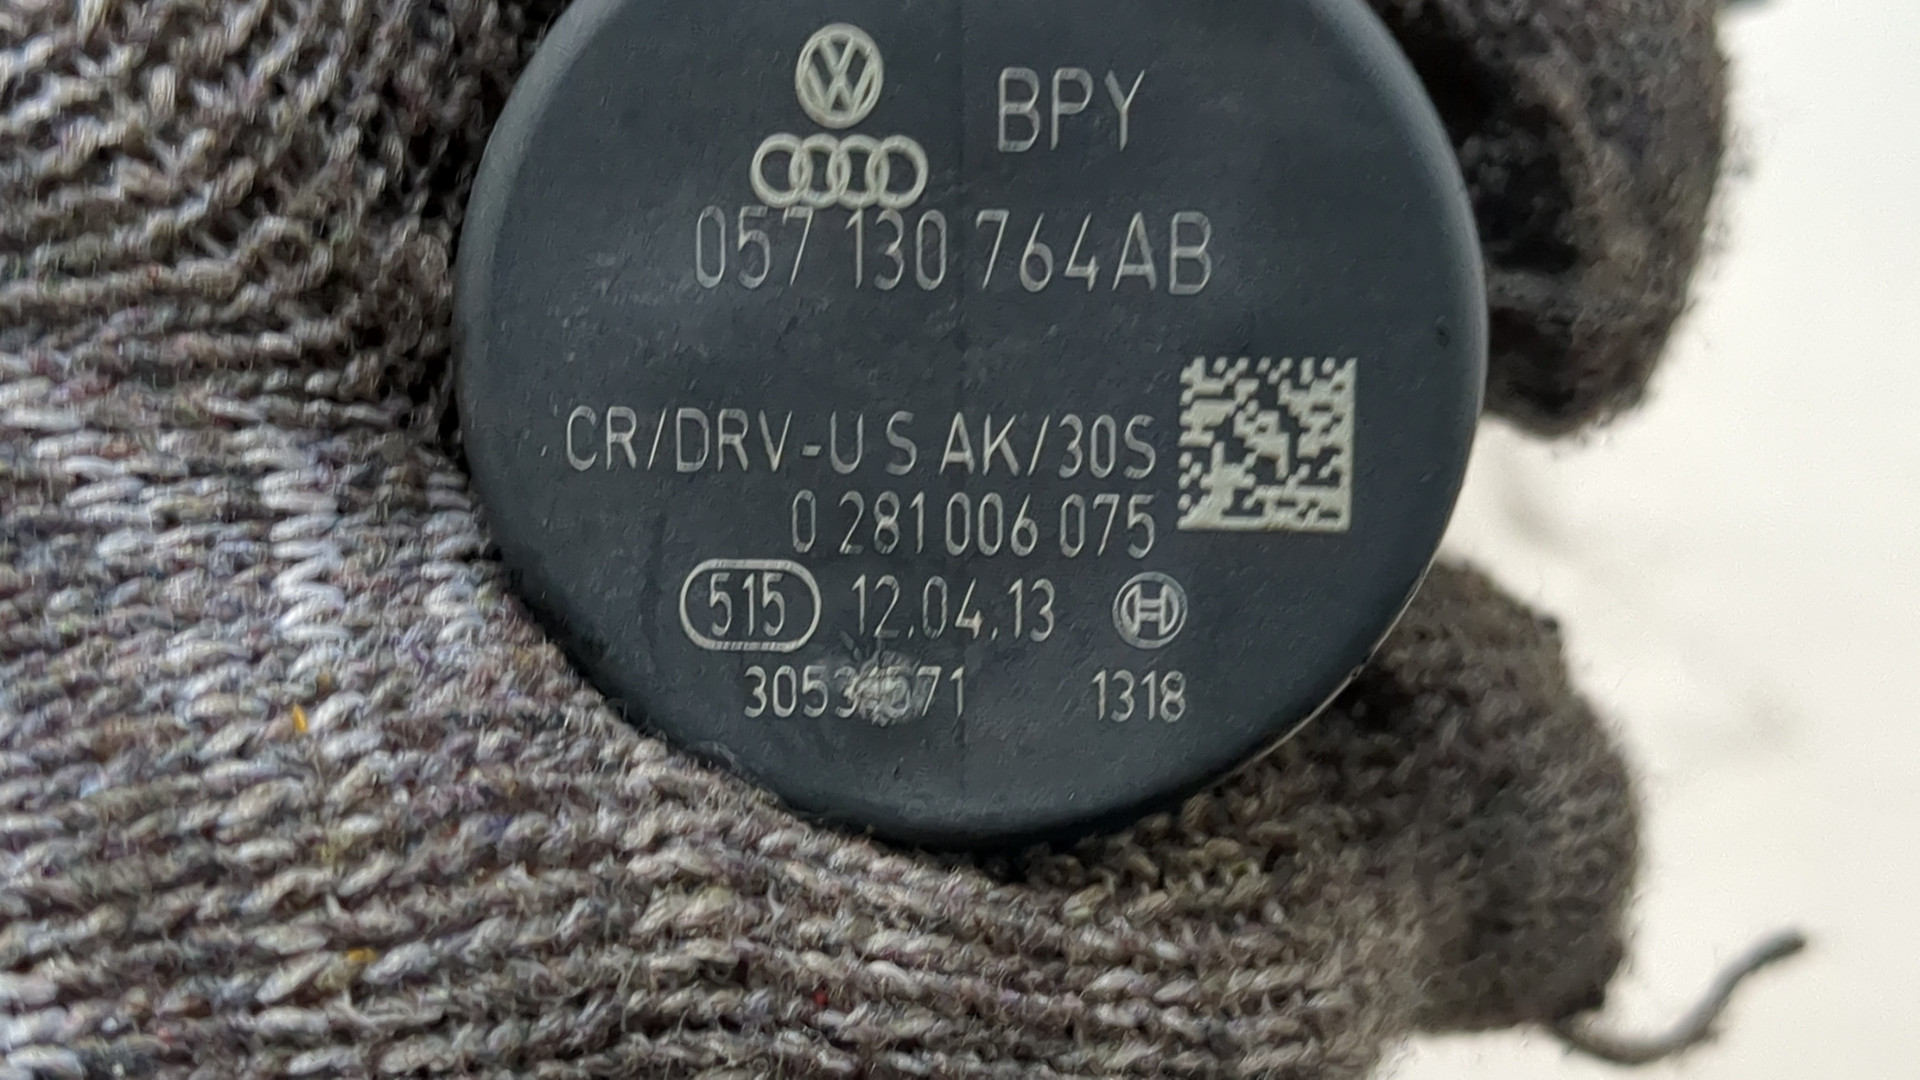 BPY
057 130 764AB
CR/DRV-U S AK/30S
0 281 006 075
515 12.04.13
1318